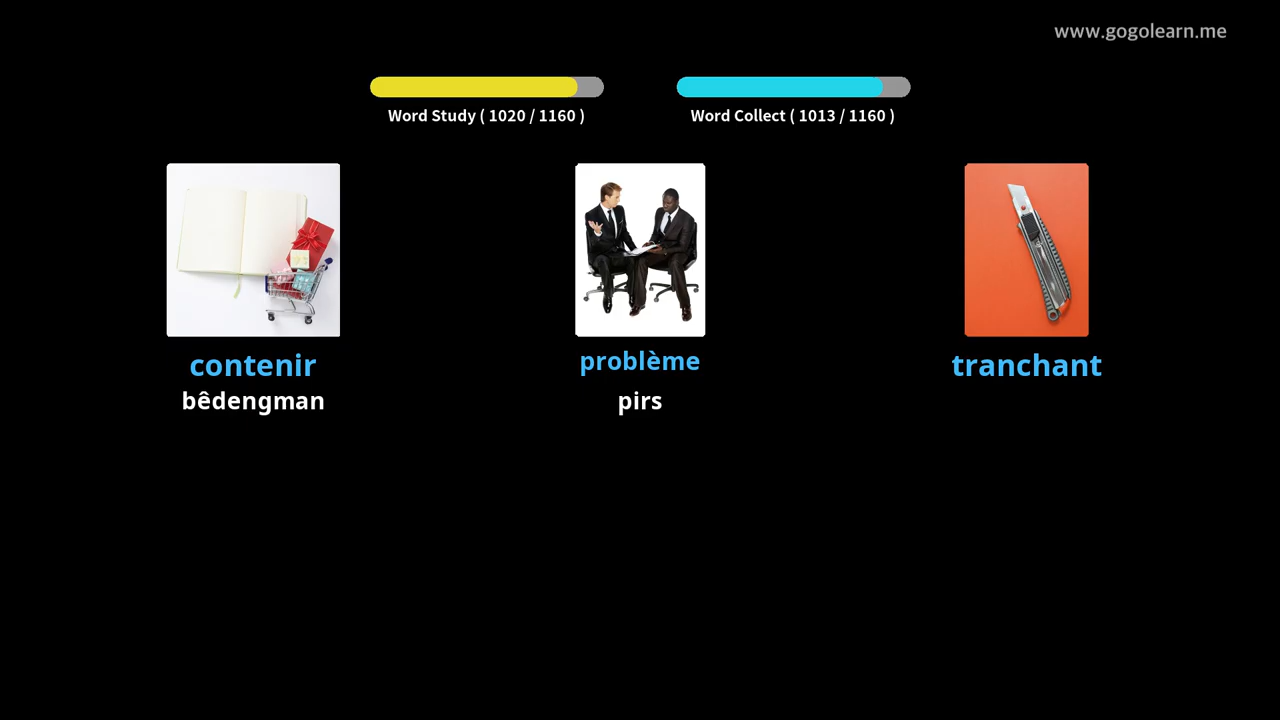 www.gogolearn.me
Word Study ( 1020 / 1160 )
Word Collect ( 1013 / 1160 )
contenir
problème
tranchant
bêdengman
pirs